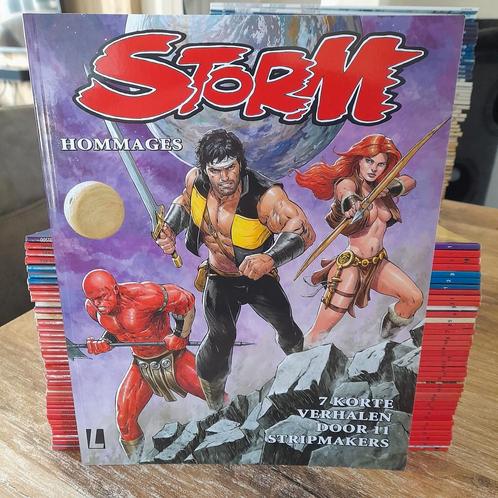 STORM
HOMMAGES
7 KORTE
VERHALEN
DOOR 11
STRIPMAKERS
L